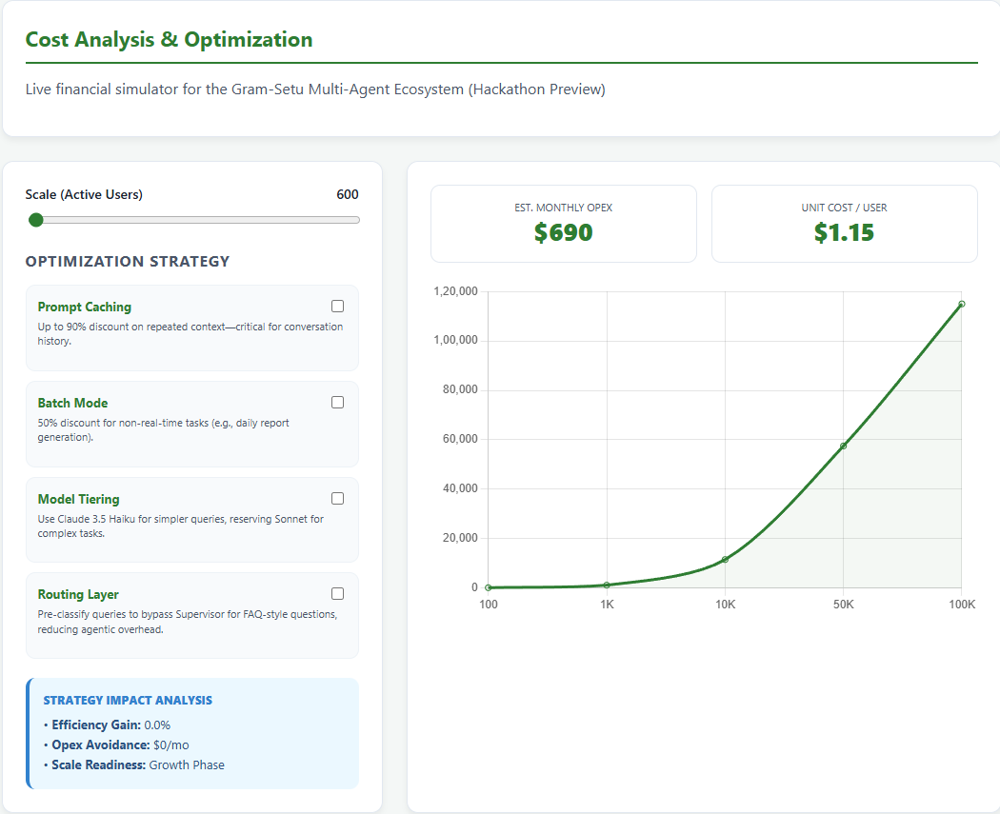 Cost Analysis & Optimization
Live financial simulator for the Gram-Setu Multi-Agent Ecosystem (Hackathon Preview)
Scale (Active Users) 600
OPTIMIZATION STRATEGY
Prompt Caching
Up to 90% discount on repeated context—critical for conversation
history.
Batch Mode
50% discount for non-real-time tasks (e.g., daily report
generation).
Model Tiering
Use Claude 3.5 Haiku for simpler queries, reserving Sonnet for
complex tasks.
Routing Layer
Pre-classify queries to bypass Supervisor for FAQ-style questions,
reducing agentic overhead.
STRATEGY IMPACT ANALYSIS
• Efficiency Gain: 0.0%
• Opex Avoidance: $0/mo
• Scale Readiness: Growth Phase
EST. MONTHLY OPEX
$690
UNIT COST / USER
$1.15
1,20,000
1,00,000
80,000
60,000
40,000
20,000
0
100 1K 10K 50K 100K